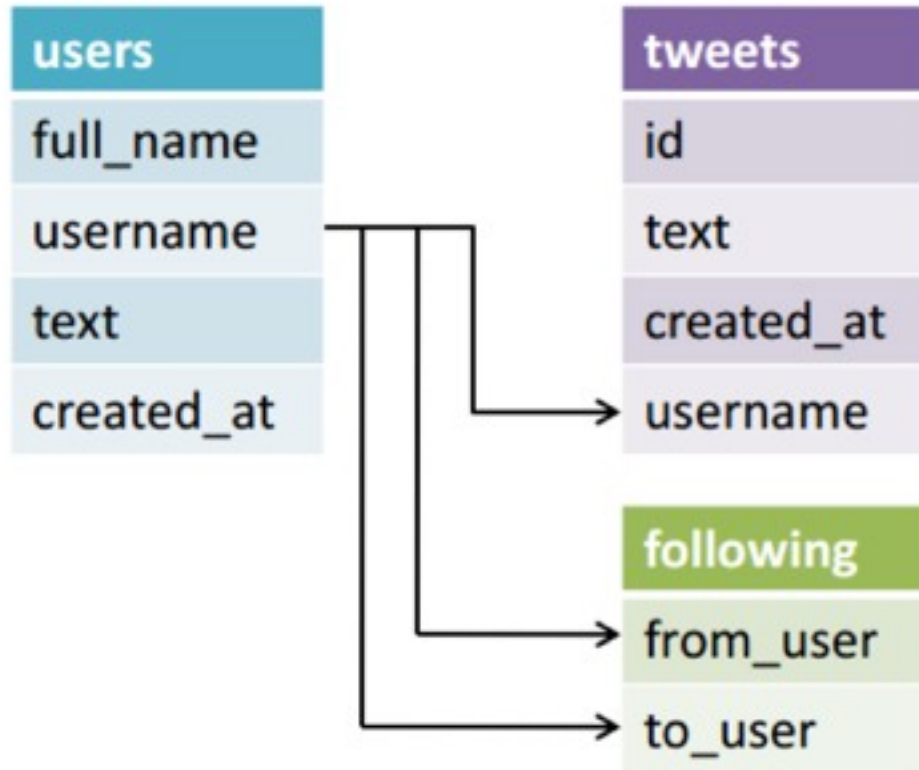 users
full_name
username
text
created_at
tweets
id
text
created_at
username
following
from_user
to_user